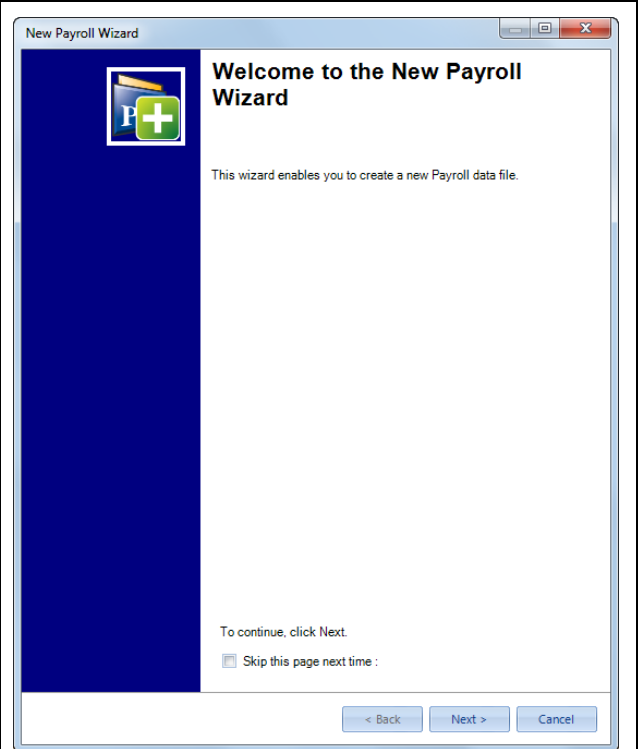 New Payroll Wizard
Welcome to the New Payroll
Wizard
P
This wizard enables you to create a new Payroll data file.
To continue, click Next.
Skip this page next time :
< Back
Next >
Cancel